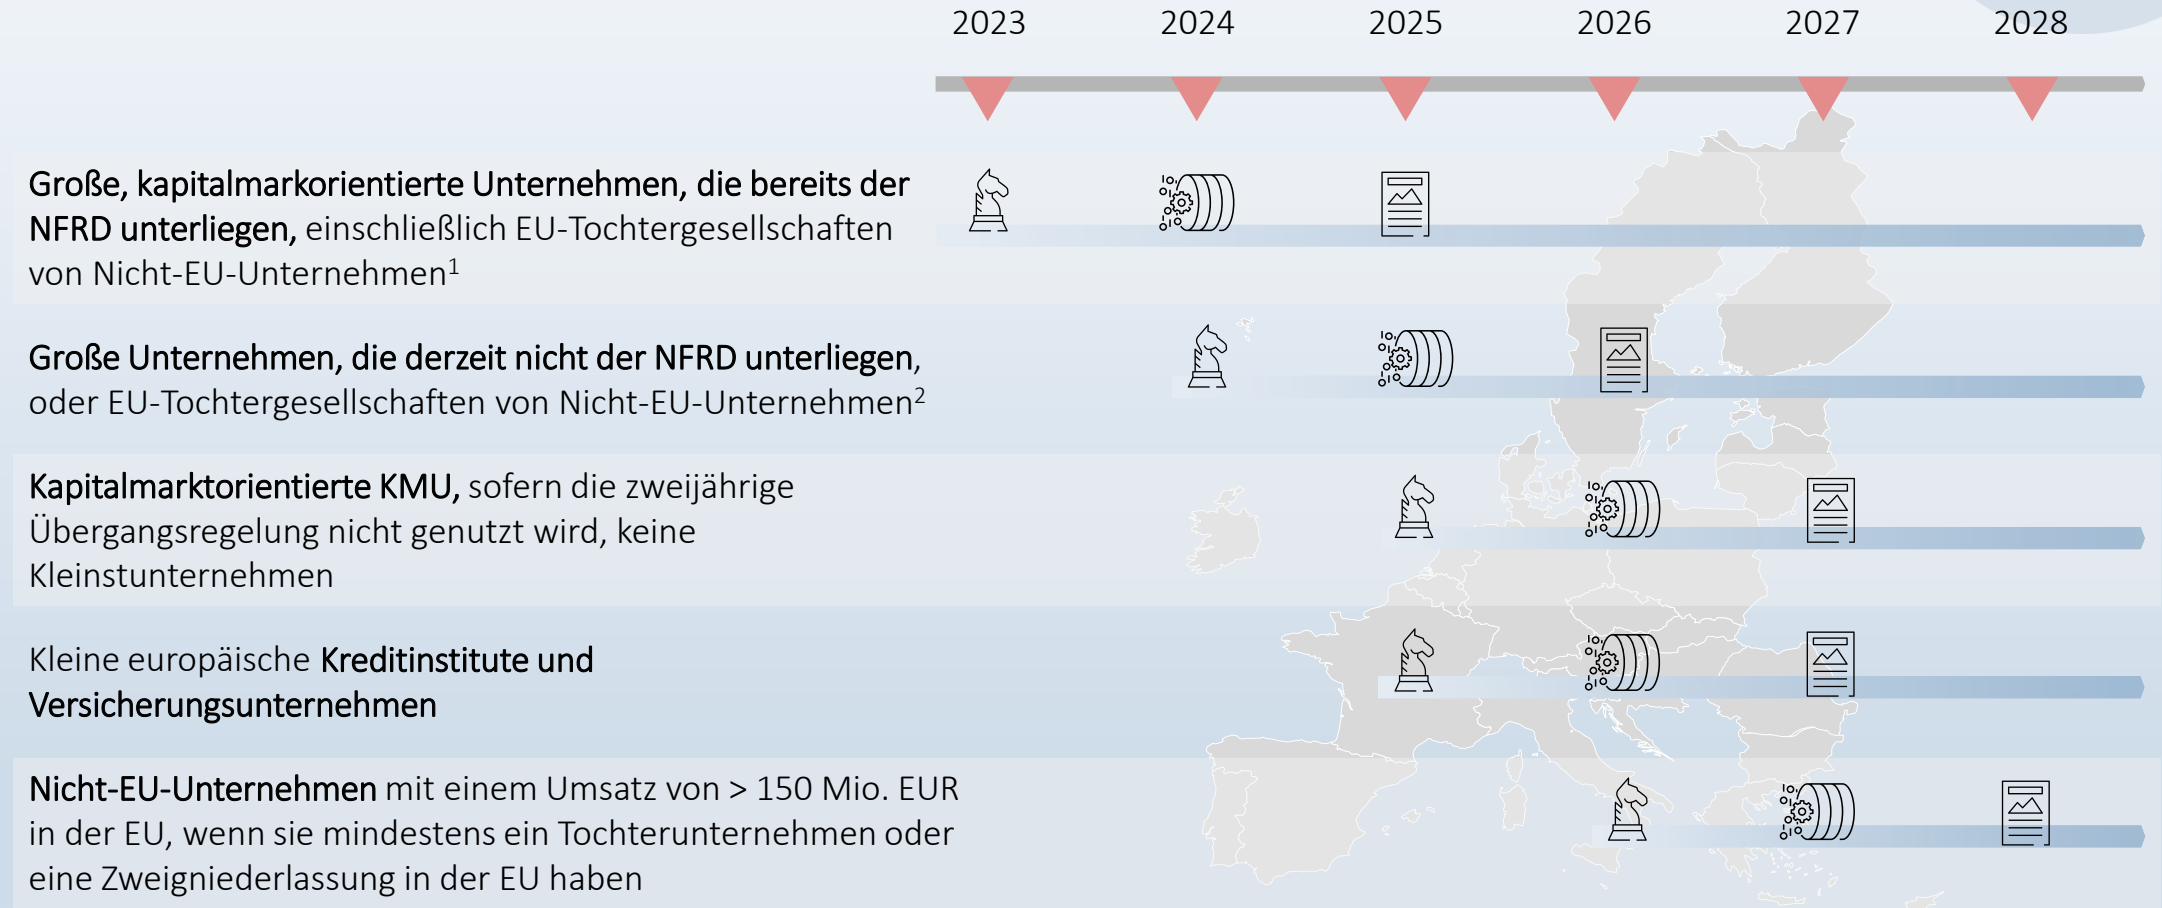 2023 2024 2025 2026 2027 2028
Große, kapitalmarkorientierte Unternehmen, die bereits der
NFRD unterliegen, einschließlich EU-Tochtergesellschaften
von Nicht-EU-Unternehmen¹
Große Unternehmen, die derzeit nicht der NFRD unterliegen,
oder EU-Tochtergesellschaften von Nicht-EU-Unternehmen²
Kapitalmarktorientierte KMU, sofern die zweijährige
Übergangsregelung nicht genutzt wird, keine
Kleinstunternehmen
Kleine europäische Kreditinstitute und
Versicherungsunternehmen
Nicht-EU-Unternehmen mit einem Umsatz von > 150 Mio. EUR
in der EU, wenn sie mindestens ein Tochterunternehmen oder
eine Zweigniederlassung in der EU haben